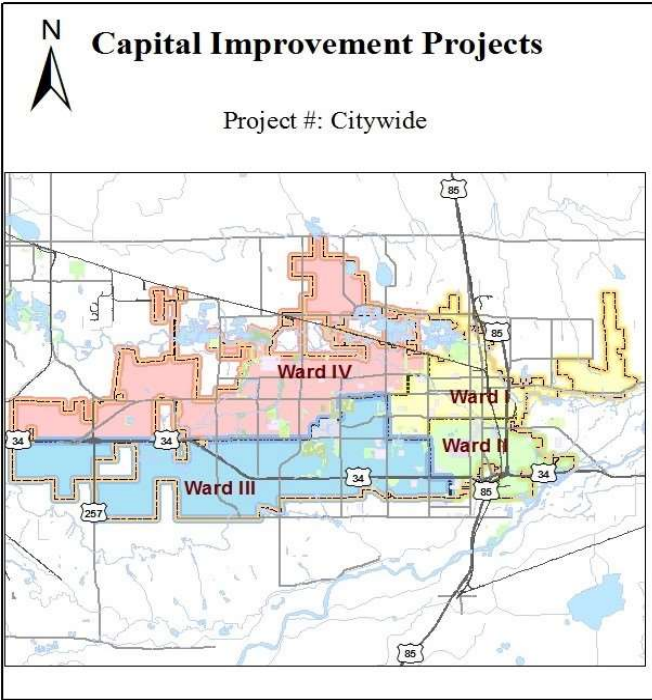 N
Capital Improvement Projects
Project #: Citywide
85
85
Ward IV
Ward I
34
34
Ward II
34
34
Ward III
85
257
85